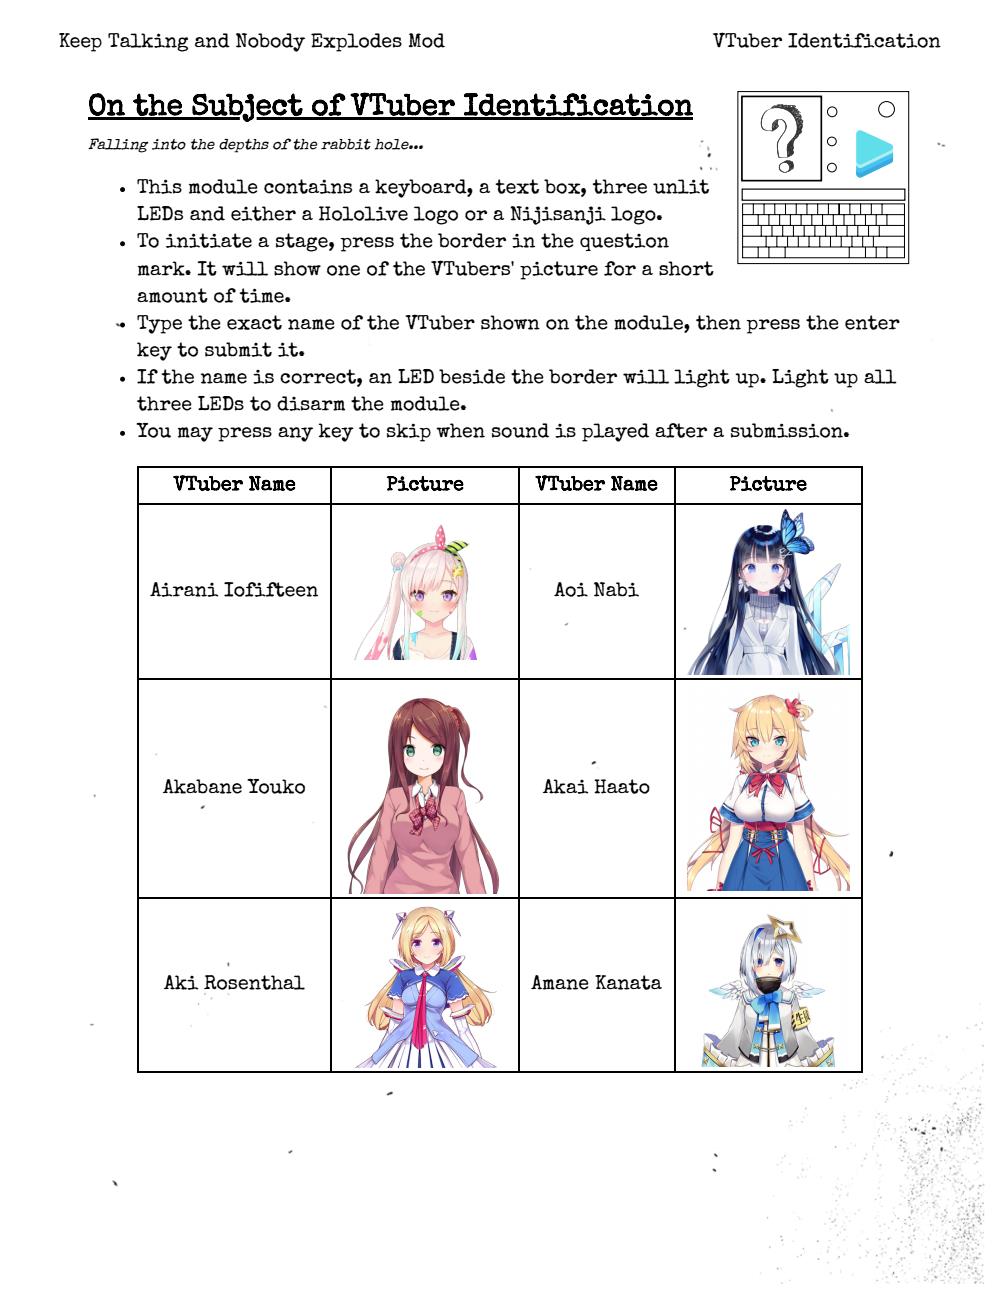 Keep Talking and Nobody Explodes Mod
VTuber Identification
On the Subject of VTuber Identification
Falling into the depths of the rabbit hole...
• This module contains a keyboard, a text box, three unlit
LEDs and either a Hololive logo or a Nijisanji logo.
• To initiate a stage, press the border in the question
mark. It will show one of the VTubers' picture for a short
amount of time.
• Type the exact name of the VTuber shown on the module, then press the enter
key to submit it.
• If the name is correct, an LED beside the border will light up. Light up all
three LEDs to disarm the module.
• You may press any key to skip when sound is played after a submission.
VTuber Name Picture VTuber Name Picture
Airani Iofifteen Aoi Nabi
Akabane Youko Akai Haato
Aki Rosenthal Amane Kanata